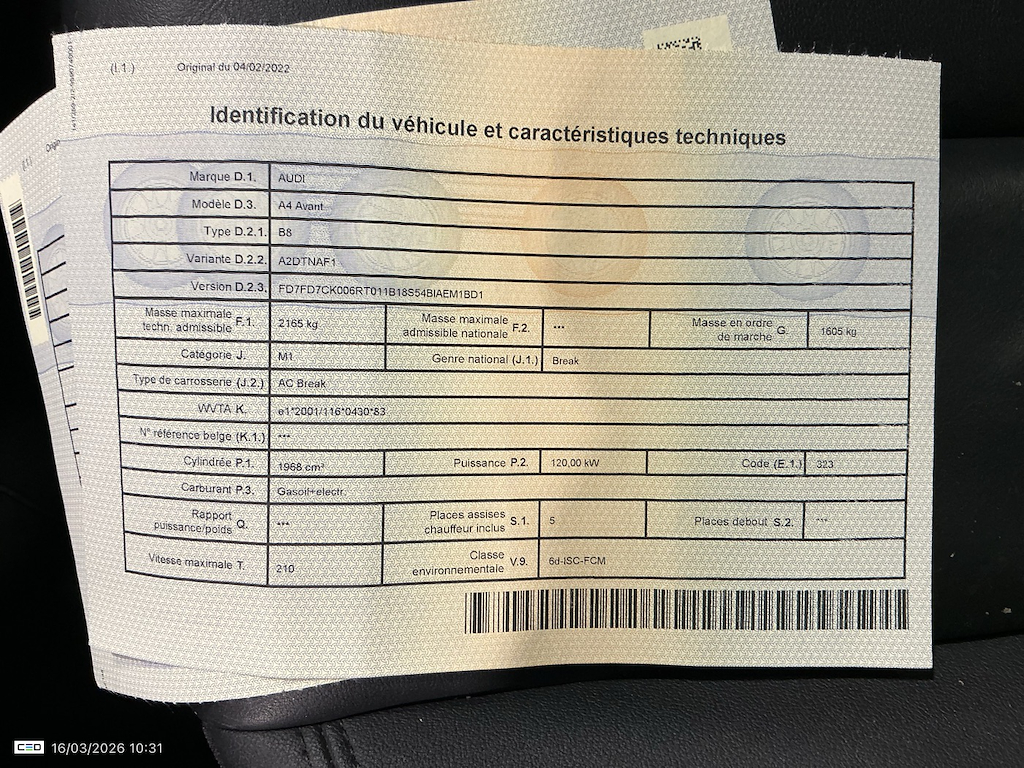 (I.1.) Original du 04/02/2022
Identification du véhicule et caractéristiques techniques
Marque D.1. AUDI
Modèle D.3. A4 Avant
Type D.2.1. B8
Variante D.2.2. A2DTNAF1
Version D.2.3. FD7FD7CK006RT011B18S54BIAEM1BD1
Masse maximale techn. admissible F.1. 2165 kg Masse maximale admissible nationale F.2. *** Masse en ordre de marche G. 1605 kg
Catégorie J. M1 Genre national (J.1.) Break
Type de carrosserie (J.2.) AC Break
WVTA K. e1*2001/116*0430*83
N° référence belge (K.1.) ***
Cylindrée P.1. 1968 cm³ Puissance P.2. 120,00 kW Code (E.1.) 323
Carburant P.3. Gasoil+electr.
Rapport puissance/poids Q. *** Places assises chauffeur inclus S.1. 5 Places debout S.2. ***
Vitesse maximale T. 210 Classe environnementale V.9. 6d-ISC-FCM
CEO 16/03/2026 10:31